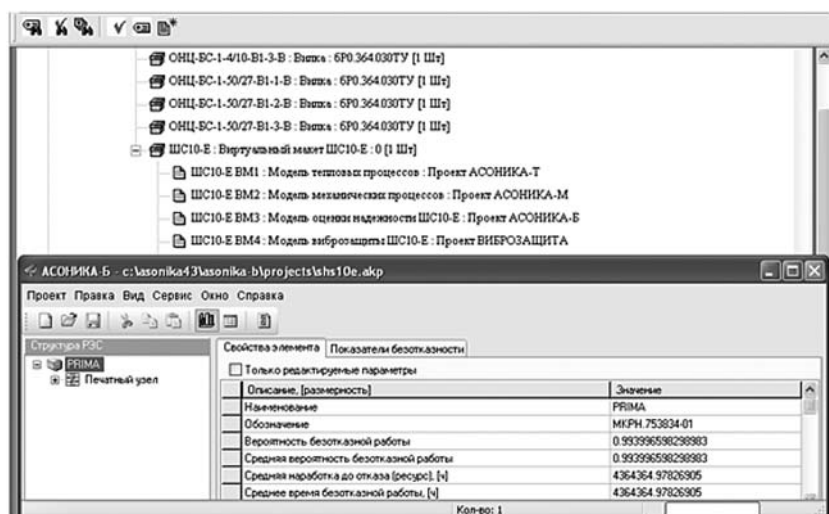 ОНЦ-БС-1-4/10-В1-3-В : Вилка : 6Р0.364.030ТУ [1 Шт]
ОНЦ-БС-1-50/27-В1-1-В : Вилка : 6Р0.364.030ТУ [1 Шт]
ОНЦ-БС-1-50/27-В1-2-В : Вилка : 6Р0.364.030ТУ [1 Шт]
ОНЦ-БС-1-50/27-В1-3-В : Вилка : 6Р0.364.030ТУ [1 Шт]
ШС10-Е : Виртуальный макет ШС10-Е : 0 [1 Шт]
ШС10-Е ВМ1 : Модель тепловых процессов : Проект АСОНИКА-Т
ШС10-Е ВМ2 : Модель механических процессов : Проект АСОНИКА-М
ШС10-Е ВМ3 : Модель оценки надежности ШС10-Е : Проект АСОНИКА-Б
ШС10-Е ВМ4 : Модель виброзащиты ШС10-Е : Проект ВИБРОЗАЩИТА
АСОНИКА-Б - c:\asonika43\asonika-b\projects\shs10e.akp
Проект Правка Вид Сервис Окно Справка
Структура РЭС
PRIMA
Печатный узел
Свойства элемента Показатели безотказности
Только редактируемые параметры
Описание, [размерность] Значение
Наименование PRIMA
Обозначение МКРН.753834-01
Вероятность безотказной работы 0.993996598298983
Средняя вероятность безотказной работы 0.993996598298983
Средняя наработка до отказа (ресурс), [ч] 4364364.97826905
Среднее время безотказной работы, [ч] 4364364.97826905
Кол-во: 1